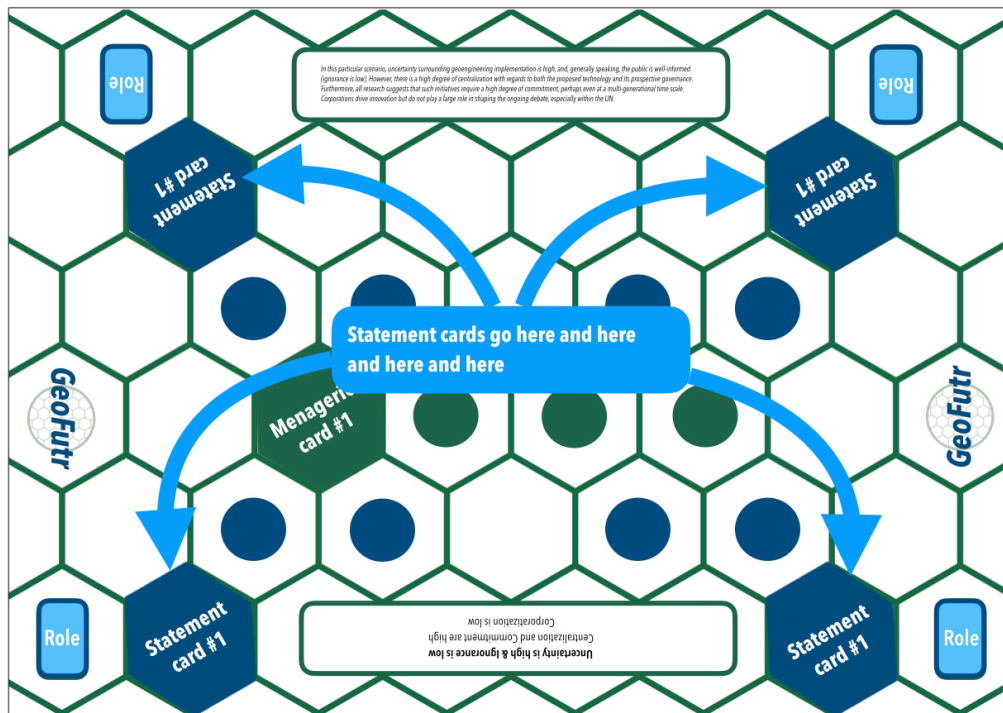 Role
In this particular scenario, uncertainty surrounding geoengineering implementation is high, and, generally speaking, the public is well-informed
(ignorance is low). However, there is a high degree of centralization with regards to both the proposed technology and its prospective governance.
Furthermore, all research suggests that such initiatives require a high degree of commitment, perhaps even at a multi-generational time scale.
Corporations drive innovation but do not play a large role in shaping the ongoing debate, especially within the UN.
Role
Statement
card #1
Statement
card #1
Statement cards go here and here
and here and here
GeoFutr
Menagerie
card #1
GeoFutr
Role
Statement
card #1
Uncertainty is high & Ignorance is low
Centralization and Commitment are high
Corporatization is low
Statement
card #1
Role